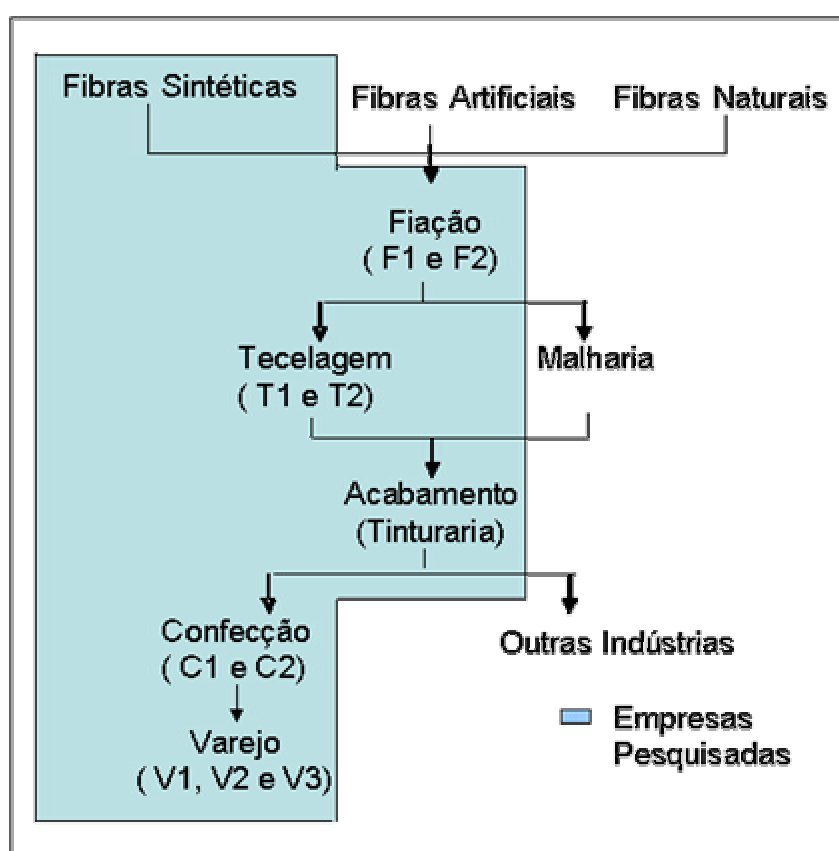 Fibras Sintéticas
Fibras Artificiais
Fibras Naturais
Fiação
( F1 e F2)
Tecelagem
( T1 e T2)
Malharia
Acabamento
(Tinturaria)
Confecção
( C1 e C2)
Outras Indústrias
Varejo
( V1, V2 e V3)
Empresas
Pesquisadas